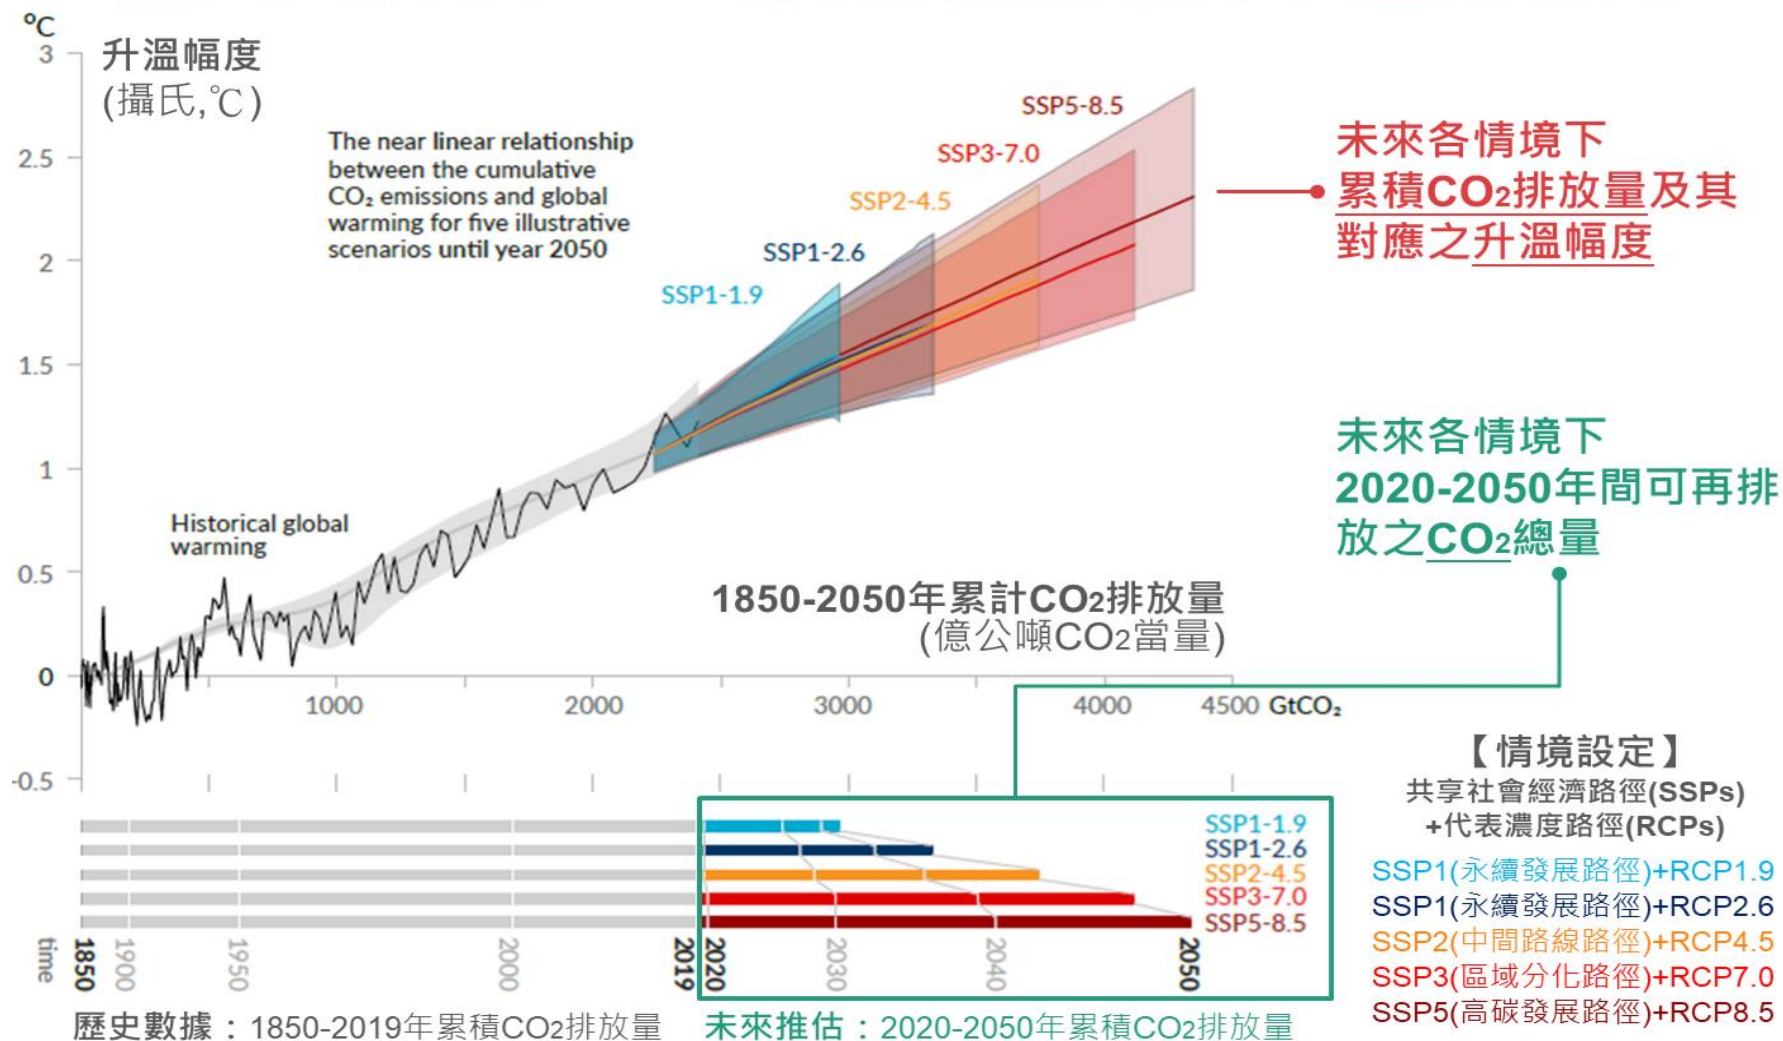 °C
3
升溫幅度
(攝氏,℃)
The near linear relationship
between the cumulative
CO₂ emissions and global
warming for five illustrative
scenarios until year 2050
2.5
2
1.5
1
0.5
0
-0.5
SSP5-8.5
SSP3-7.0
SSP2-4.5
SSP1-2.6
SSP1-1.9
未來各情境下
累積CO₂排放量及其
對應之升溫幅度
未來各情境下
2020-2050年間可再排
放之CO₂總量
Historical global
warming
1850-2050年累計CO₂排放量
(億公噸CO₂當量)
1000
2000
3000
4000
4500 GtCO₂
【情境設定】
共享社會經濟路徑(SSPs)
+代表濃度路徑(RCPs)
SSP1(永續發展路徑)+RCP1.9
SSP1(永續發展路徑)+RCP2.6
SSP2(中間路線路徑)+RCP4.5
SSP3(區域分化路徑)+RCP7.0
SSP5(高碳發展路徑)+RCP8.5
SSP1-1.9
SSP1-2.6
SSP2-4.5
SSP3-7.0
SSP5-8.5
time
1850
1900
1950
2000
2019
2020
2030
2040
2050
歷史數據：1850-2019年累積CO₂排放量
未來推估：2020-2050年累積CO₂排放量